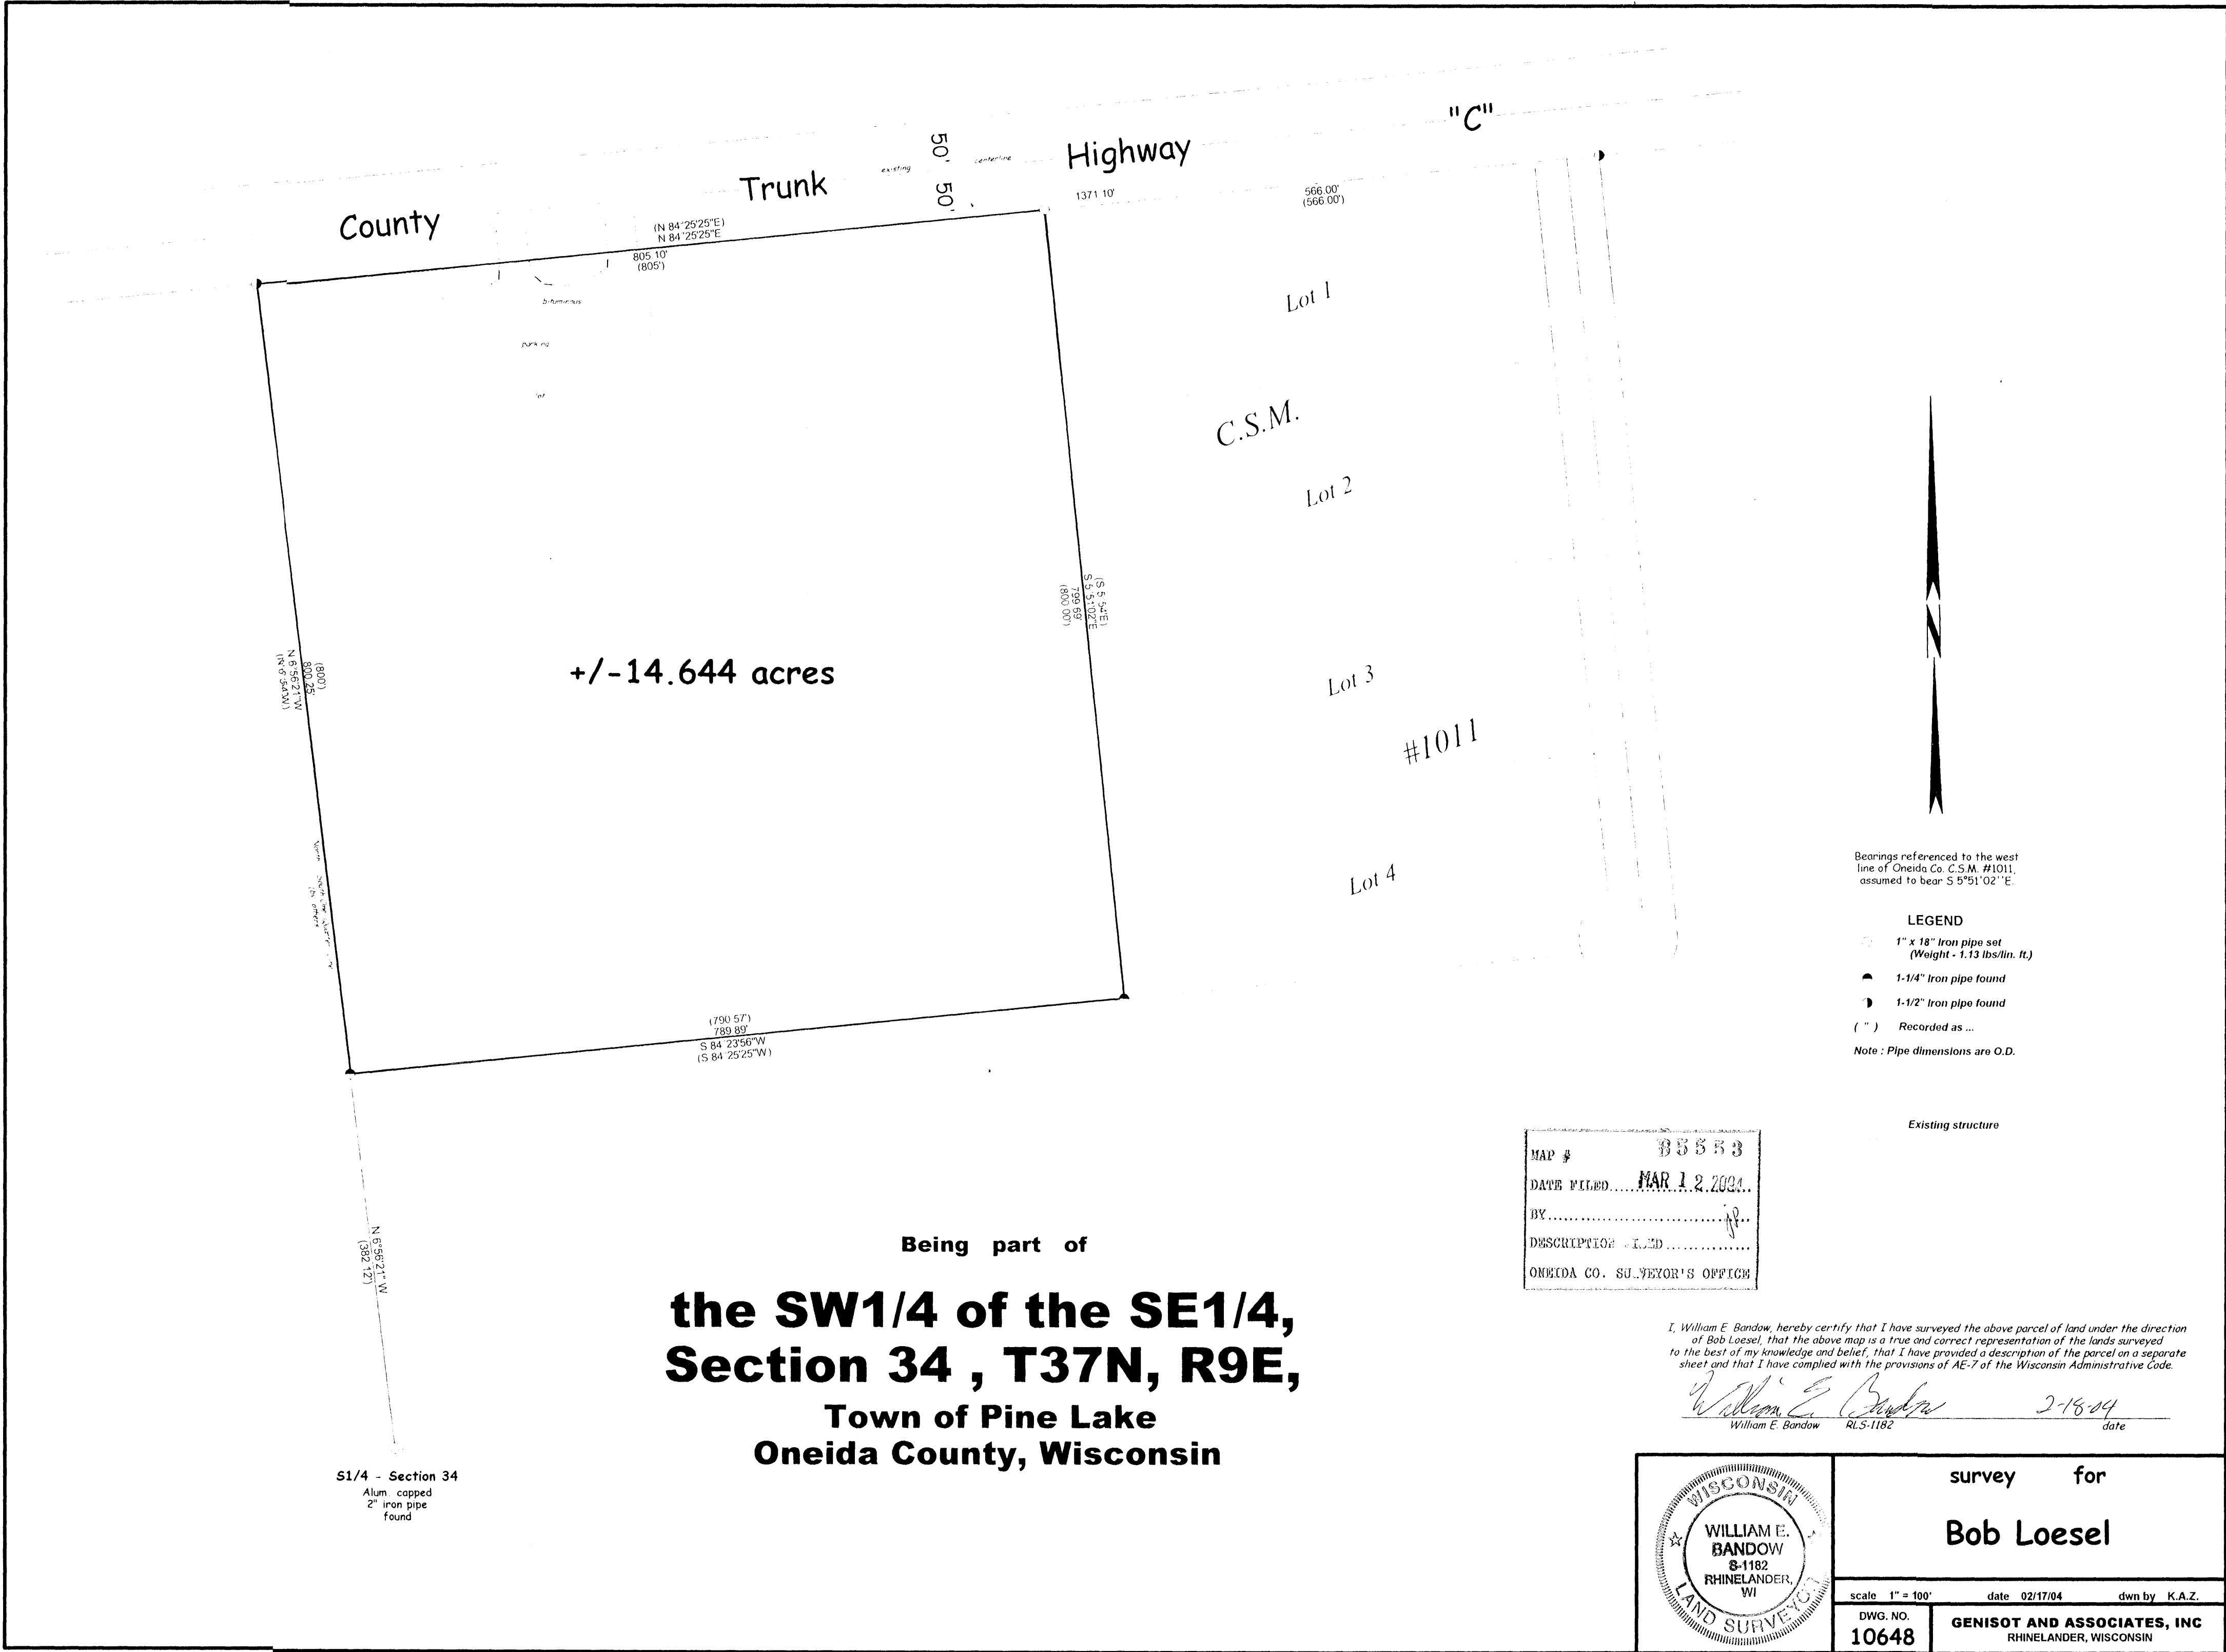 County Trunk Highway "C"
existing centerline
50' 50'
(N 84°25'25"E)
N 84°25'25"E
805.10'
(805')
1371.10'
566.00'
(566.00')
bituminous
parking
lot
Lot 1
C.S.M.
Lot 2
Lot 3
#1011
Lot 4
(S 5°54'E)
S 5°51'02"E
799.69'
(800.00')
(800')
800.25'
N 6°56'21"W
(N 6°54'W)
+/-14.644 acres
others
(790.57')
789.89'
S 84°23'56"W
(S 84°25'25"W)
N 6°56'21" W
(382.12')
S1/4 - Section 34
Alum. capped
2" iron pipe
found
N
Bearings referenced to the west
line of Oneida Co. C.S.M. #1011,
assumed to bear S 5°51'02''E.
LEGEND
1" x 18" Iron pipe set
(Weight - 1.13 lbs/lin. ft.)
1-1/4" Iron pipe found
1-1/2" Iron pipe found
( " ) Recorded as ...
Note : Pipe dimensions are O.D.
Existing structure
MAP # B5553
DATE FILED MAR 12 2004
BY jp
DESCRIPTION
ONEIDA CO. SURVEYOR'S OFFICE
Being part of
the SW1/4 of the SE1/4,
Section 34 , T37N, R9E,
Town of Pine Lake
Oneida County, Wisconsin
I, William E. Bandow, hereby certify that I have surveyed the above parcel of land under the direction
of Bob Loesel, that the above map is a true and correct representation of the lands surveyed
to the best of my knowledge and belief, that I have provided a description of the parcel on a separate
sheet and that I have complied with the provisions of AE-7 of the Wisconsin Administrative Code.
William E. Bandow 2-18-04
William E. Bandow RLS-1182 date
WISCONSIN
WILLIAM E.
BANDOW
S-1182
RHINELANDER,
WI
LAND SURVEYOR
survey for
Bob Loesel
scale 1" = 100' date 02/17/04 dwn by K.A.Z.
DWG. NO.
10648
GENISOT AND ASSOCIATES, INC
RHINELANDER, WISCONSIN